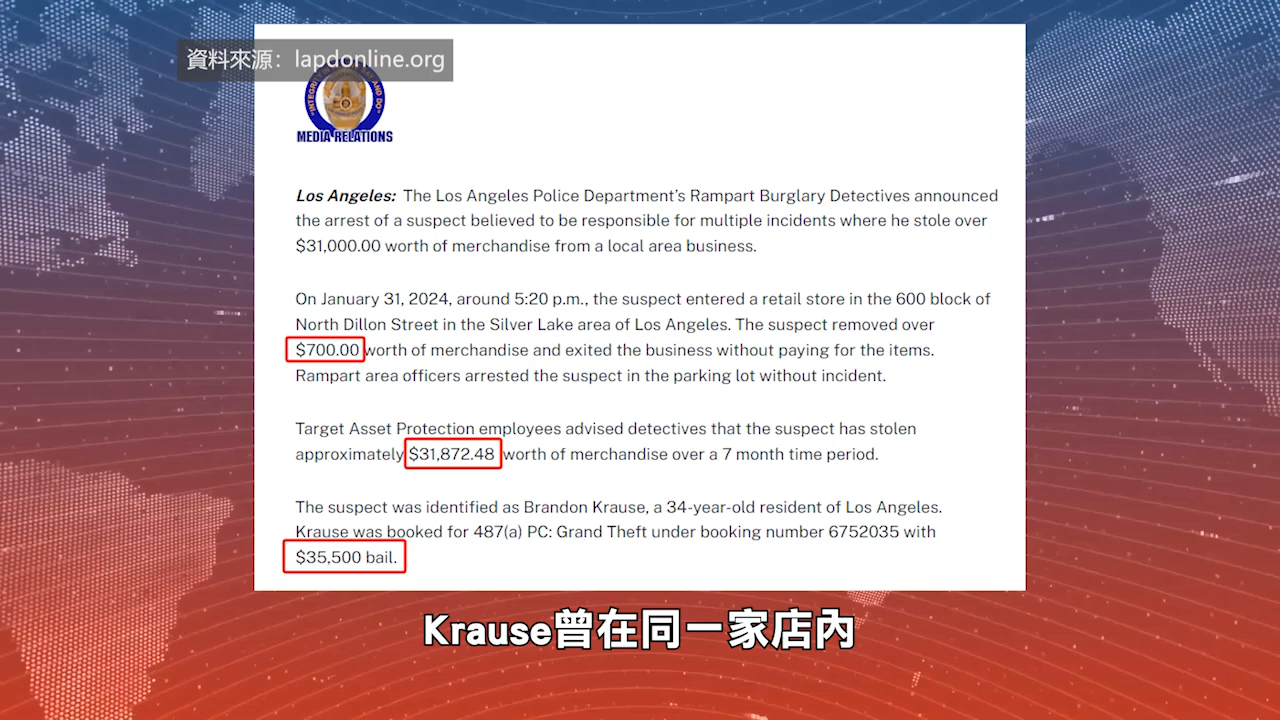 資料來源：lapdonline.org
MEDIA RELATIONS
Los Angeles: The Los Angeles Police Department’s Rampart Burglary Detectives announced
the arrest of a suspect believed to be responsible for multiple incidents where he stole over
$31,000.00 worth of merchandise from a local area business.
On January 31, 2024, around 5:20 p.m., the suspect entered a retail store in the 600 block of
North Dillon Street in the Silver Lake area of Los Angeles. The suspect removed over
$700.00 worth of merchandise and exited the business without paying for the items.
Rampart area officers arrested the suspect in the parking lot without incident.
Target Asset Protection employees advised detectives that the suspect has stolen
approximately $31,872.48 worth of merchandise over a 7 month time period.
The suspect was identified as Brandon Krause, a 34-year-old resident of Los Angeles.
Krause was booked for 487(a) PC: Grand Theft under booking number 6752035 with
$35,500 bail.
Krause曾在同一家店內